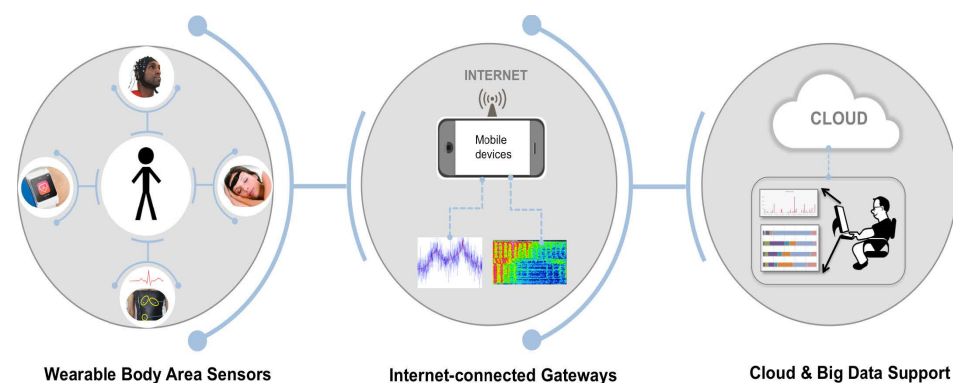 INTERNET
Mobile
devices
CLOUD
Wearable Body Area Sensors
Internet-connected Gateways
Cloud & Big Data Support